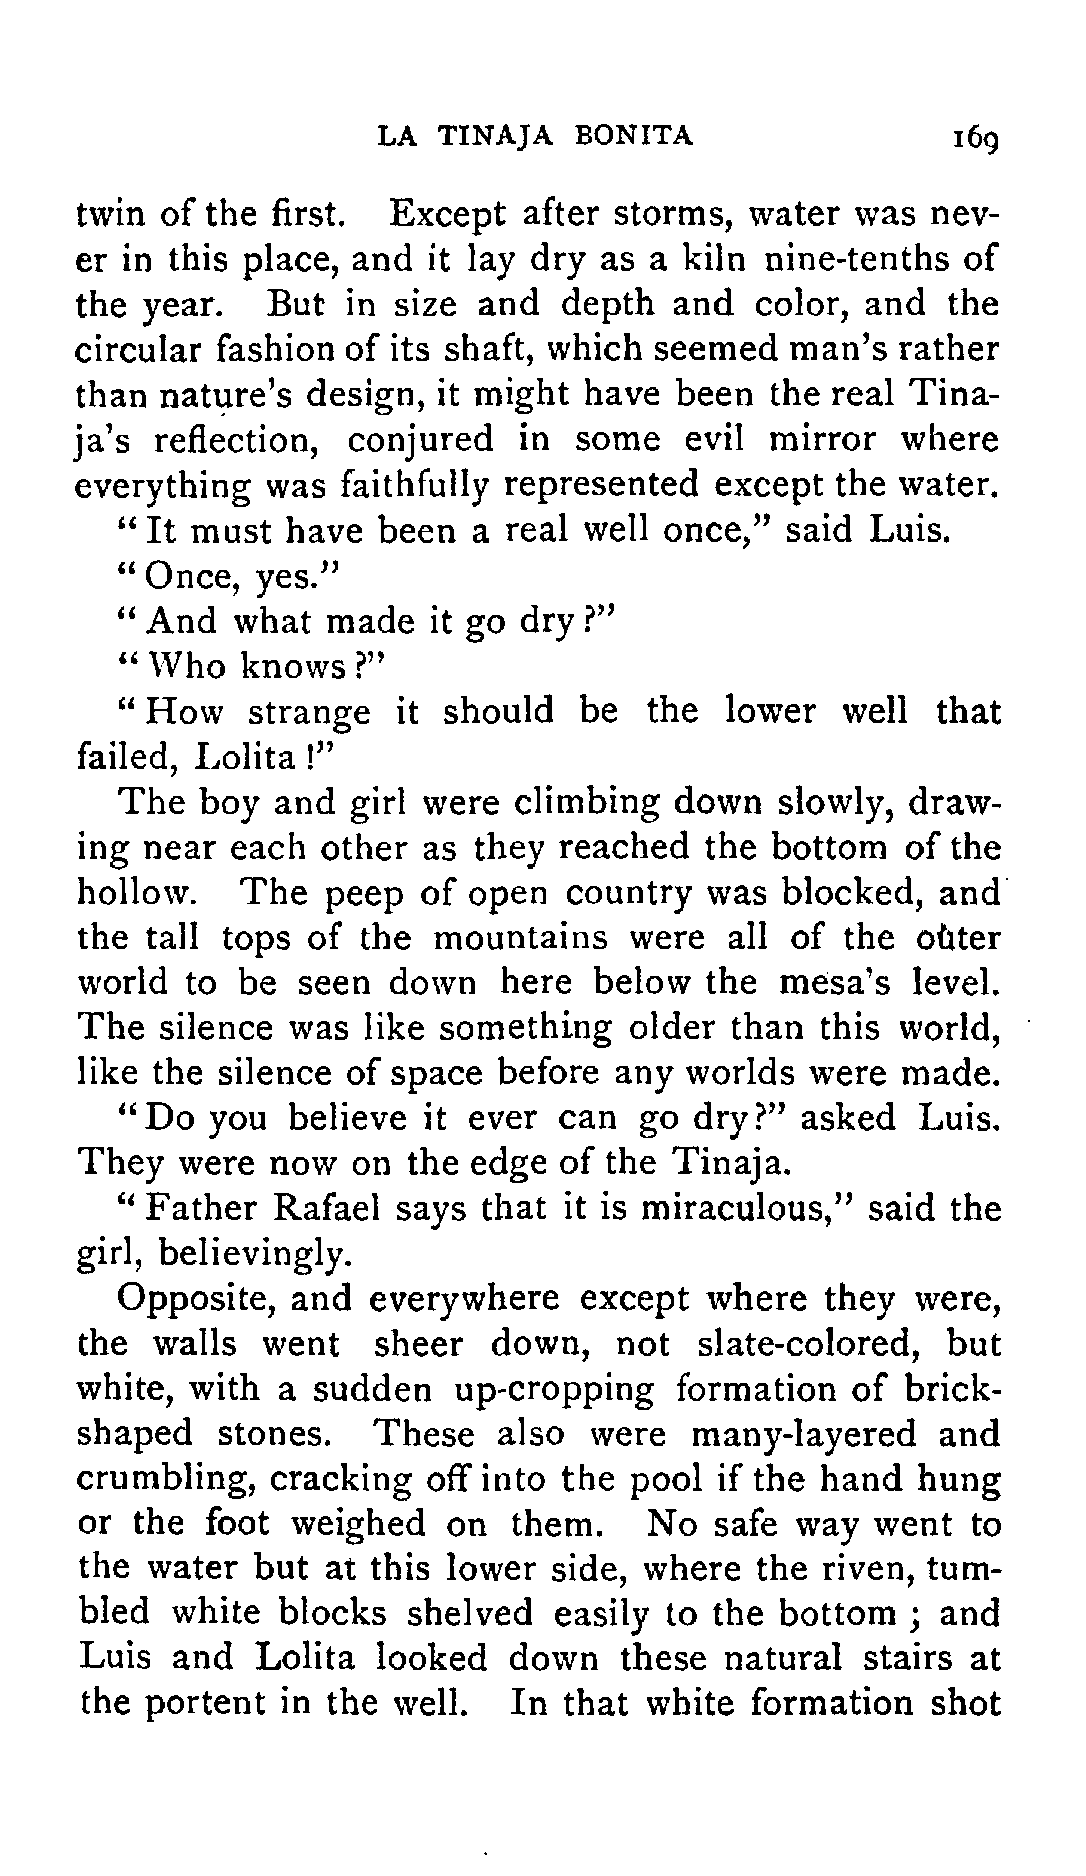 LA TINAJA BONITA 169
twin of the first. Except after storms, water was nev-
er in this place, and it lay dry as a kiln nine-tenths of
the year. But in size and depth and color, and the
circular fashion of its shaft, which seemed man's rather
than nature's design, it might have been the real Tina-
ja's reflection, conjured in some evil mirror where
everything was faithfully represented except the water.
"It must have been a real well once," said Luis.
"Once, yes."
"And what made it go dry?"
"Who knows?"
"How strange it should be the lower well that
failed, Lolita!"
The boy and girl were climbing down slowly, draw-
ing near each other as they reached the bottom of the
hollow. The peep of open country was blocked, and
the tall tops of the mountains were all of the outer
world to be seen down here below the mesa's level.
The silence was like something older than this world,
like the silence of space before any worlds were made.
"Do you believe it ever can go dry?" asked Luis.
They were now on the edge of the Tinaja.
"Father Rafael says that it is miraculous," said the
girl, believingly.
Opposite, and everywhere except where they were,
the walls went sheer down, not slate-colored, but
white, with a sudden up-cropping formation of brick-
shaped stones. These also were many-layered and
crumbling, cracking off into the pool if the hand hung
or the foot weighed on them. No safe way went to
the water but at this lower side, where the riven, tum-
bled white blocks shelved easily to the bottom; and
Luis and Lolita looked down these natural stairs at
the portent in the well. In that white formation shot